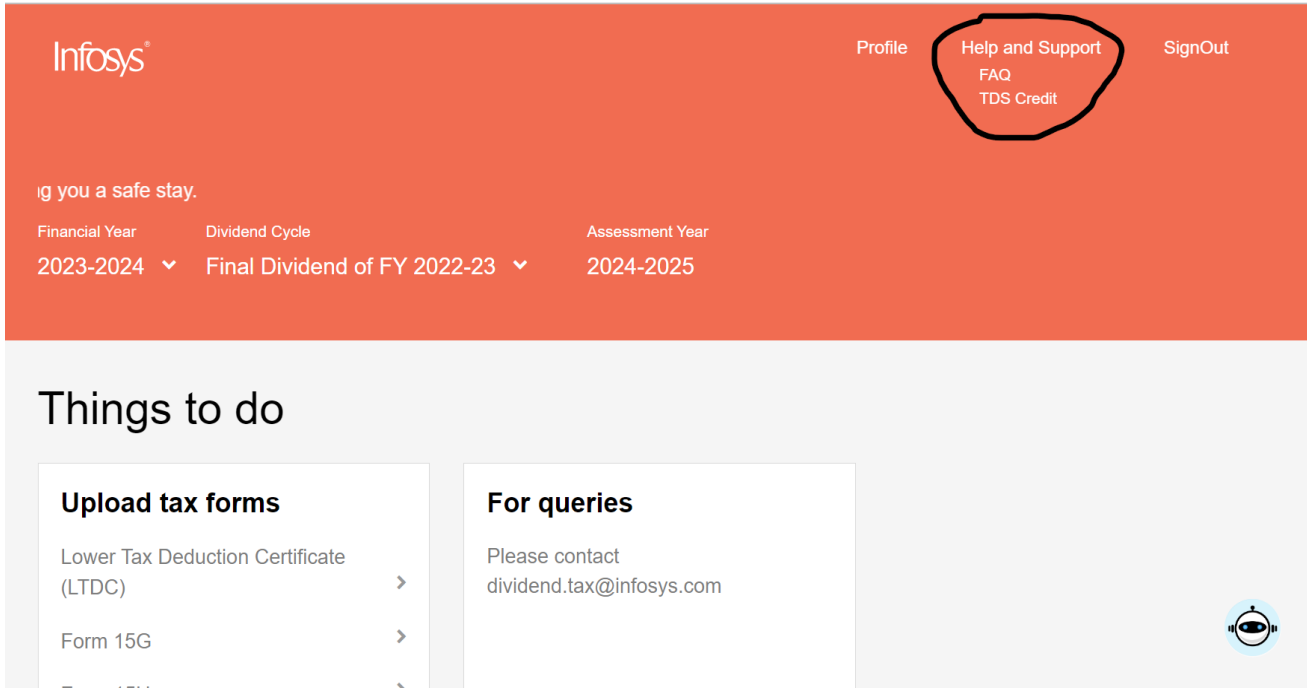 Infosys®
Profile
Help and Support
SignOut
FAQ
TDS Credit
g you a safe stay.
Financial Year
Dividend Cycle
Assessment Year
2023-2024
Final Dividend of FY 2022-23
2024-2025
Things to do
Upload tax forms
Lower Tax Deduction Certificate
(LTDC)
Form 15G
For queries
Please contact
dividend.tax@infosys.com